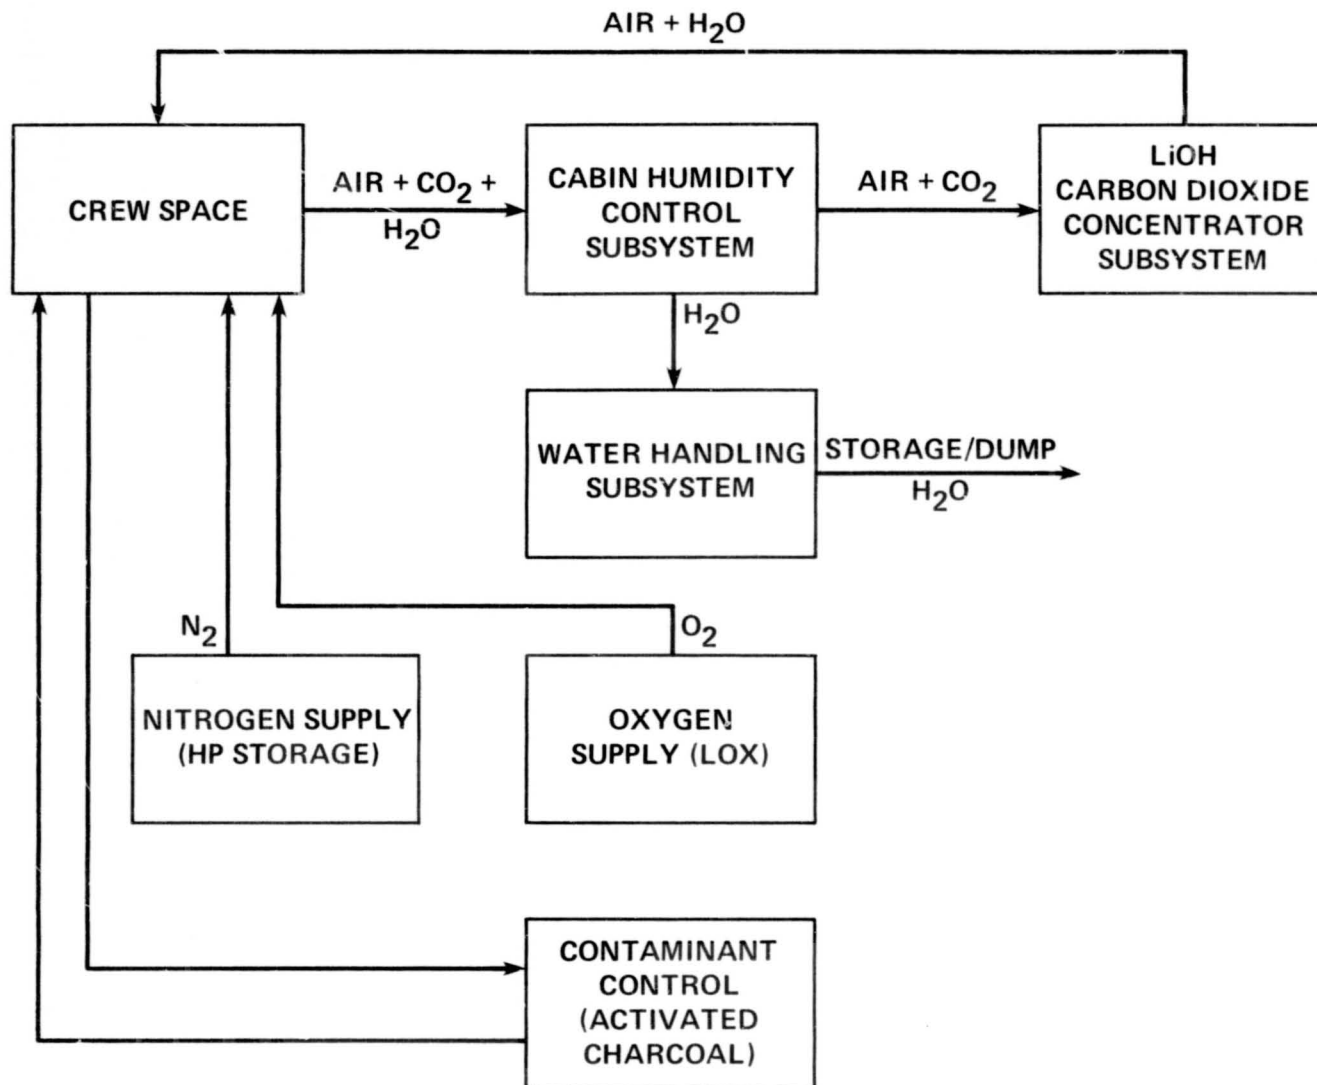 AIR + H₂O
CREW SPACE
AIR + CO₂ +
H₂O
CABIN HUMIDITY
CONTROL
SUBSYSTEM
AIR + CO₂
LiOH
CARBON DIOXIDE
CONCENTRATOR
SUBSYSTEM
H₂O
WATER HANDLING
SUBSYSTEM
STORAGE/DUMP
H₂O
N₂
O₂
NITROGEN SUPPLY
(HP STORAGE)
OXYGEN
SUPPLY (LOX)
CONTAMINANT
CONTROL
(ACTIVATED
CHARCOAL)